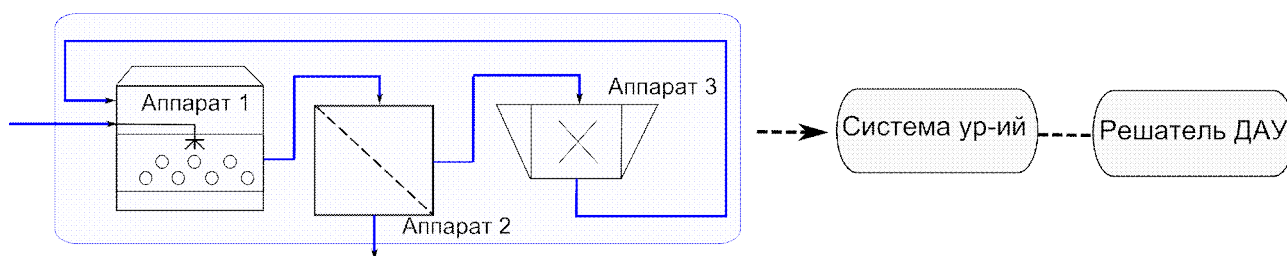 Аппарат 1
Аппарат 2
Аппарат 3
Система ур-ий
Решатель ДАУ